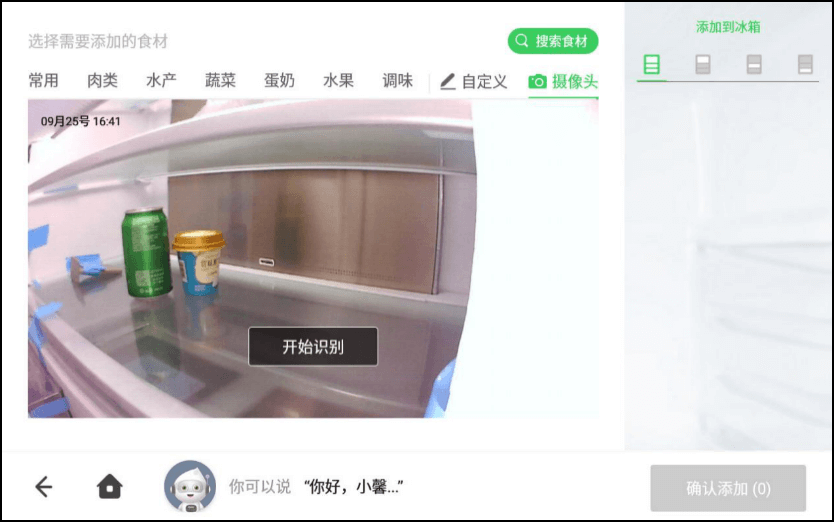 选择需要添加的食材
搜索食材
添加到冰箱
常用 肉类 水产 蔬菜 蛋奶 水果 调味 自定义 摄像头
09月25号 16:41
开始识别
你可以说 “你好，小馨...”
确认添加 (0)